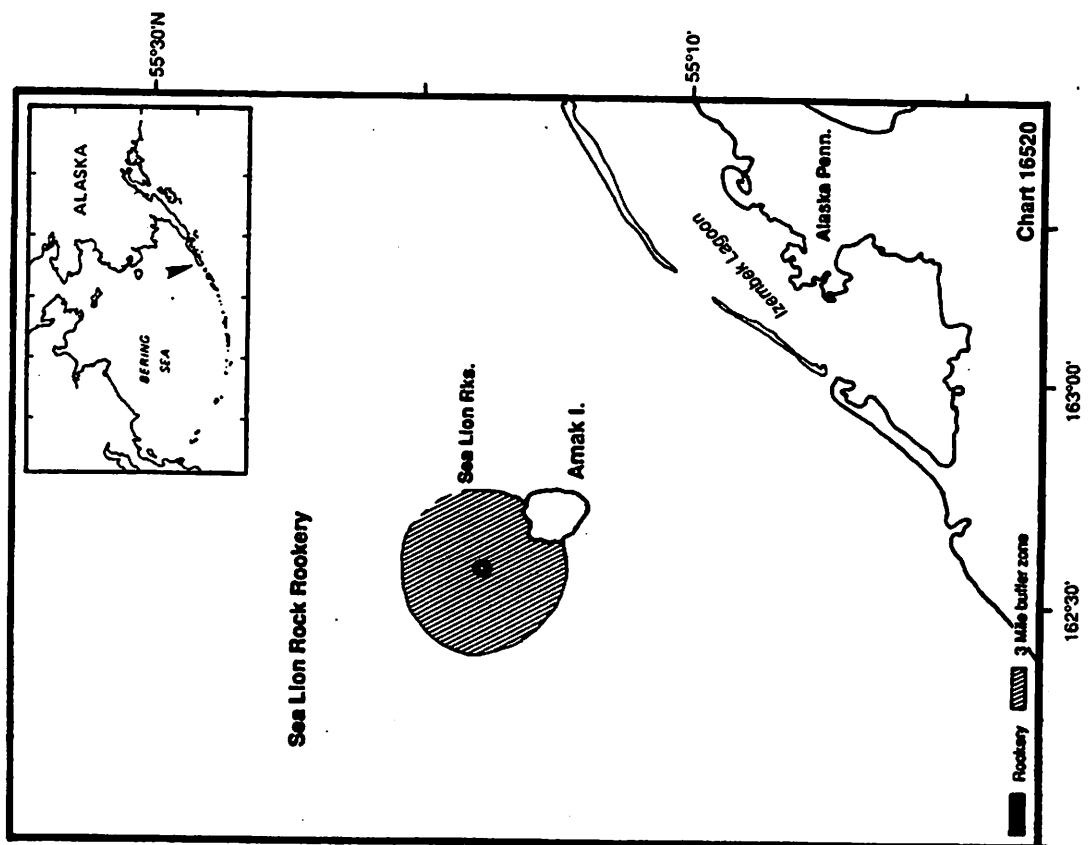 55°30'N
ALASKA
BERING
SEA
Sea Lion Rock Rookery
Sea Lion Rks.
Amak I.
55°10'
Izembek Lagoon
Alaska Penn.
Rookery
3 Mile buffer zone
Chart 16520
162°30'
163°00'